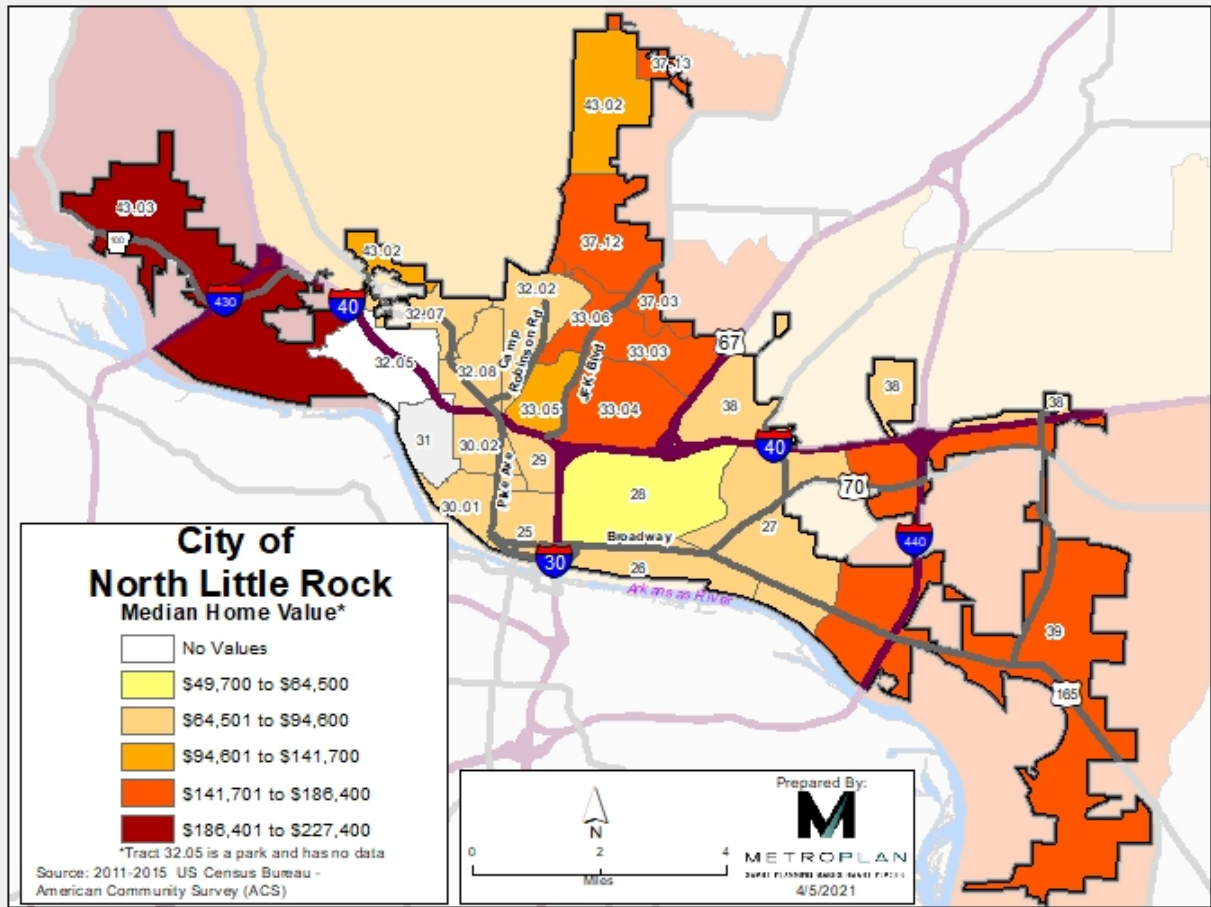 37.13
43.02
43.03
100
43.02
37.12
430
40
32.02
37.03
32.07
33.06
Camp
Robinson Rd
67
32.05
JFK Blvd
33.03
32.08
33.05
33.04
38
38
38
31
30.02
29
40
Pike Ave
28
70
30.01
25
Broadway
27
440
30
26
Arkansas River
39
165
City of
North Little Rock
Median Home Value*
No Values
$49,700 to $64,500
$64,501 to $94,600
$94,601 to $141,700
$141,701 to $186,400
$186,401 to $227,400
*Tract 32.05 is a park and has no data
Source: 2011-2015 US Census Bureau -
American Community Survey (ACS)
N
0 2 4
Miles
Prepared By:
M
METROPLAN
SMART PLANNING MAKES SMART PLACES
4/5/2021